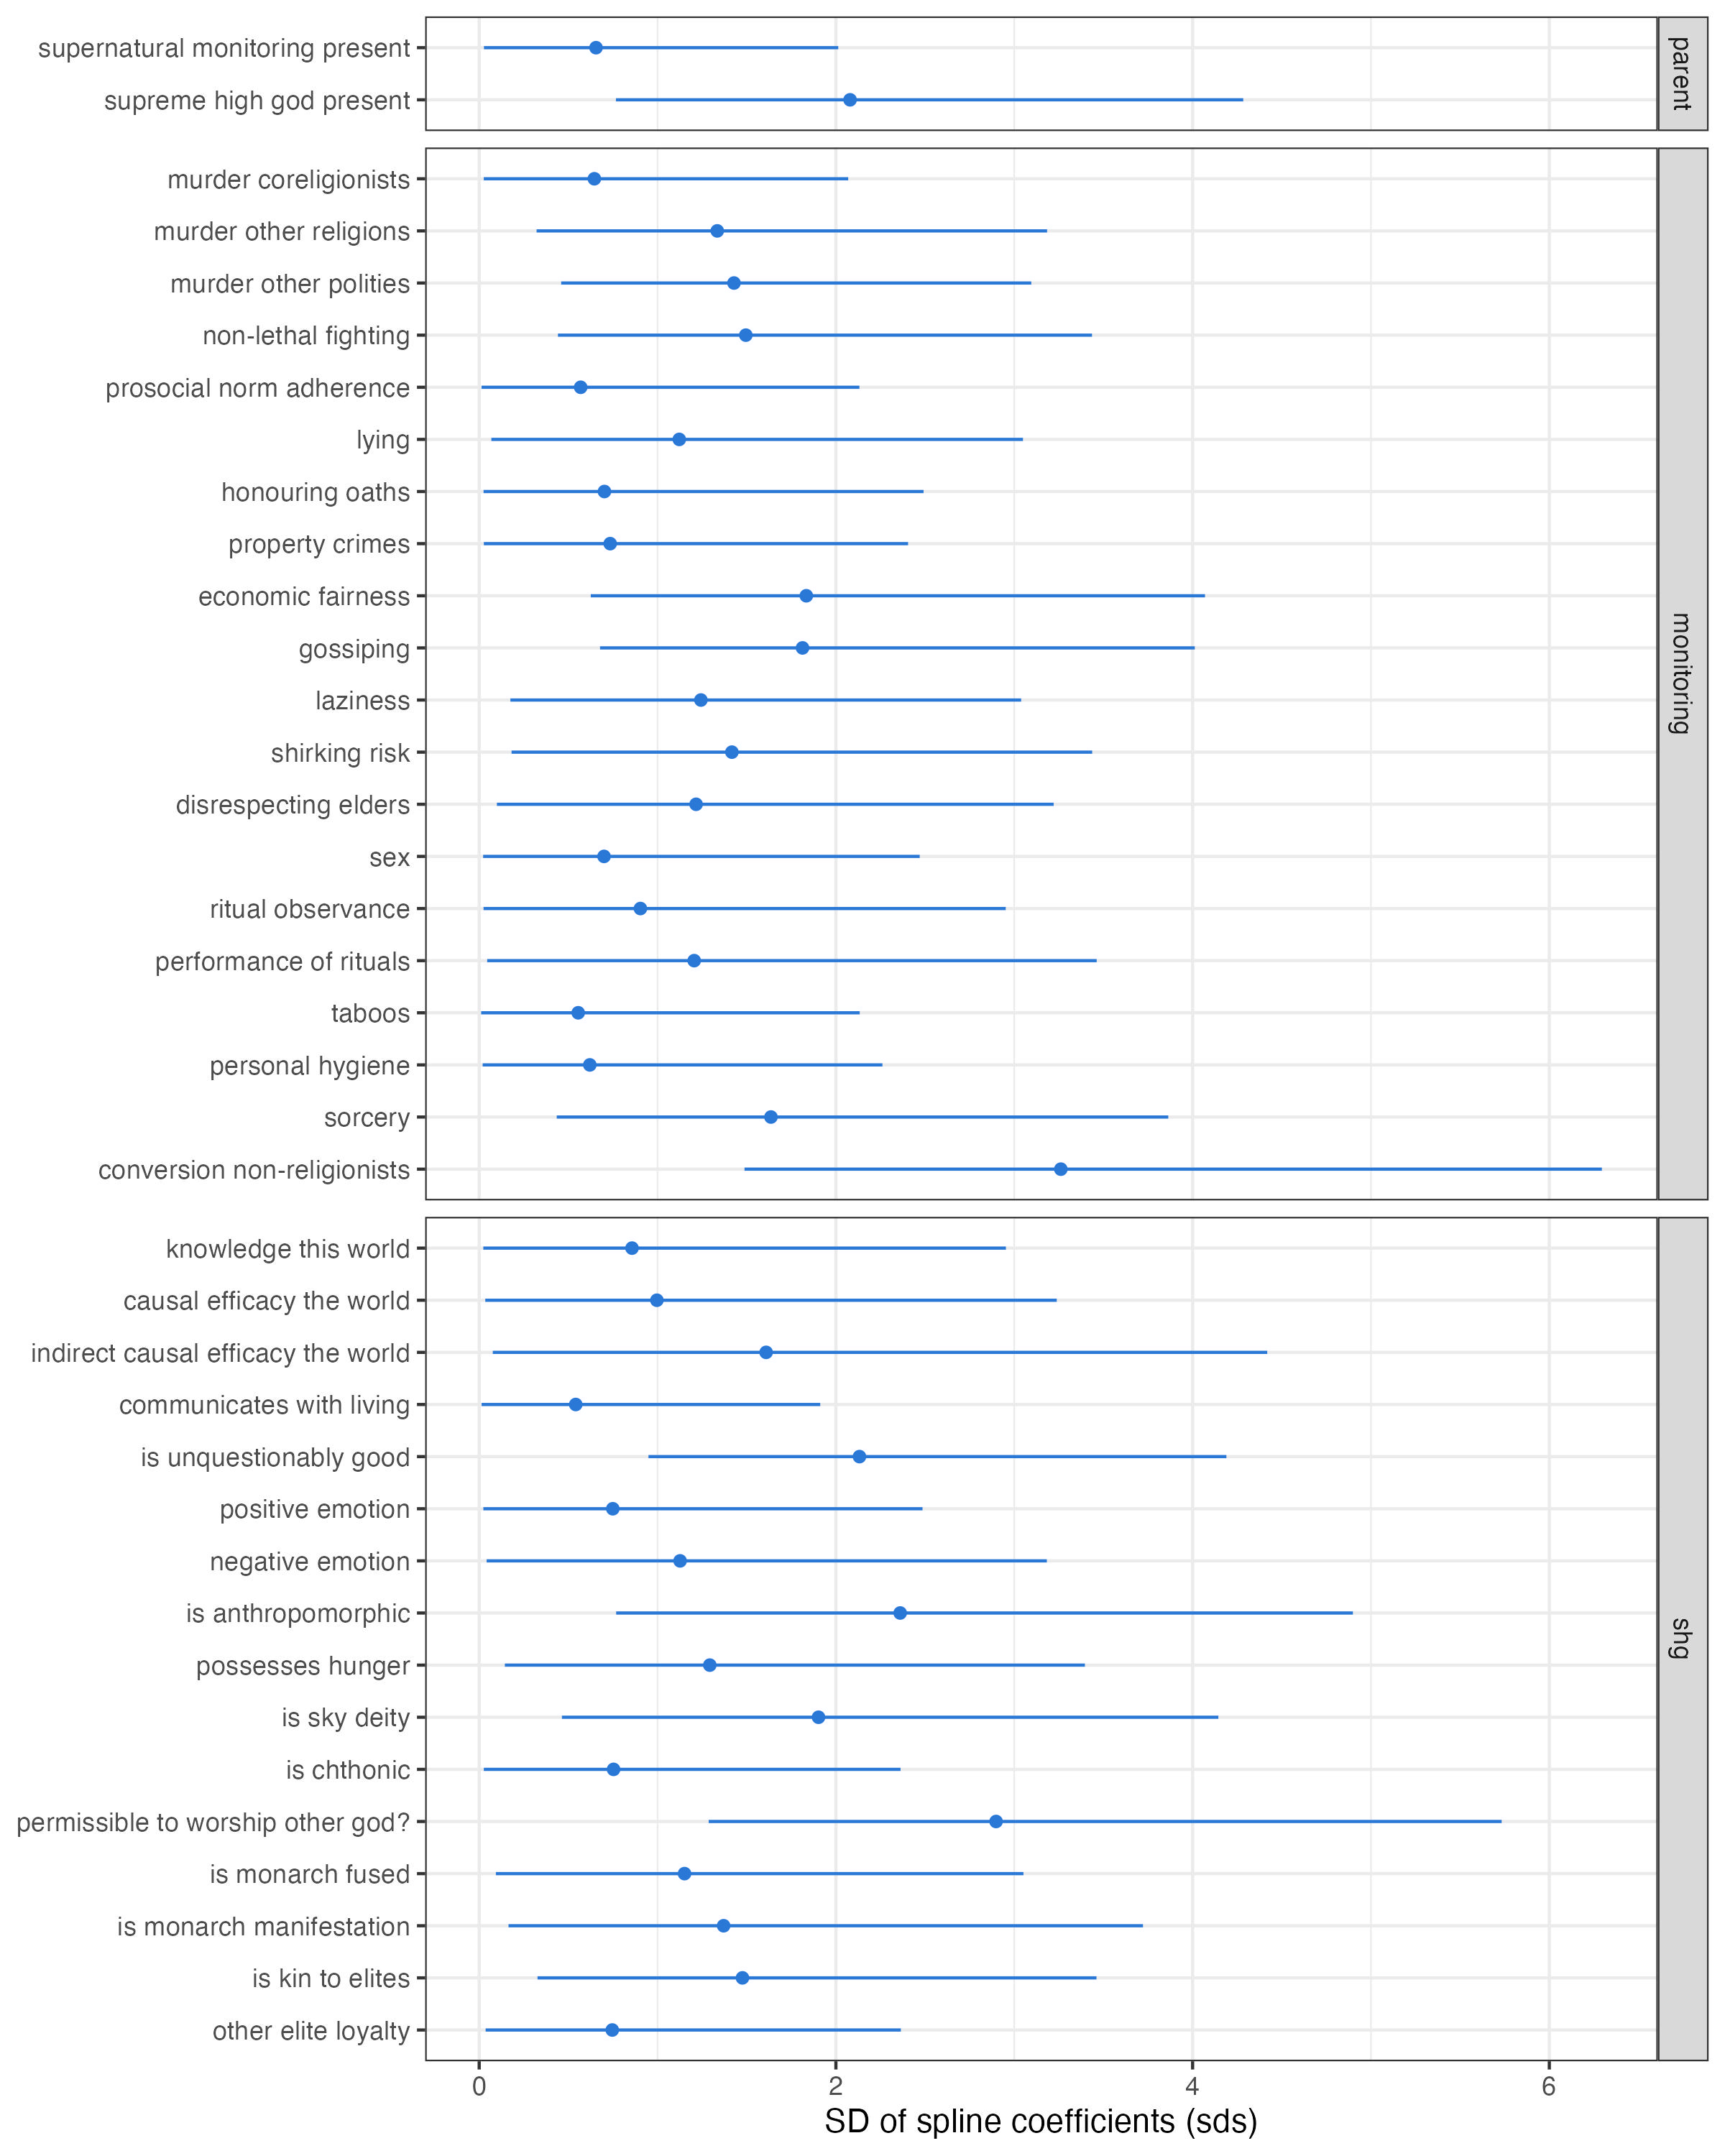 supernatural monitoring present
supreme high god present
parent
murder coreligionists
murder other religions
murder other polities
non-lethal fighting
prosocial norm adherence
lying
honouring oaths
property crimes
economic fairness
gossiping
laziness
shirking risk
disrespecting elders
sex
ritual observance
performance of rituals
taboos
personal hygiene
sorcery
conversion non-religionists
monitoring
knowledge this world
causal efficacy the world
indirect causal efficacy the world
communicates with living
is unquestionably good
positive emotion
negative emotion
is anthropomorphic
possesses hunger
is sky deity
is chthonic
permissible to worship other god?
is monarch fused
is monarch manifestation
is kin to elites
other elite loyalty
shg
0 2 4 6
SD of spline coefficients (sds)